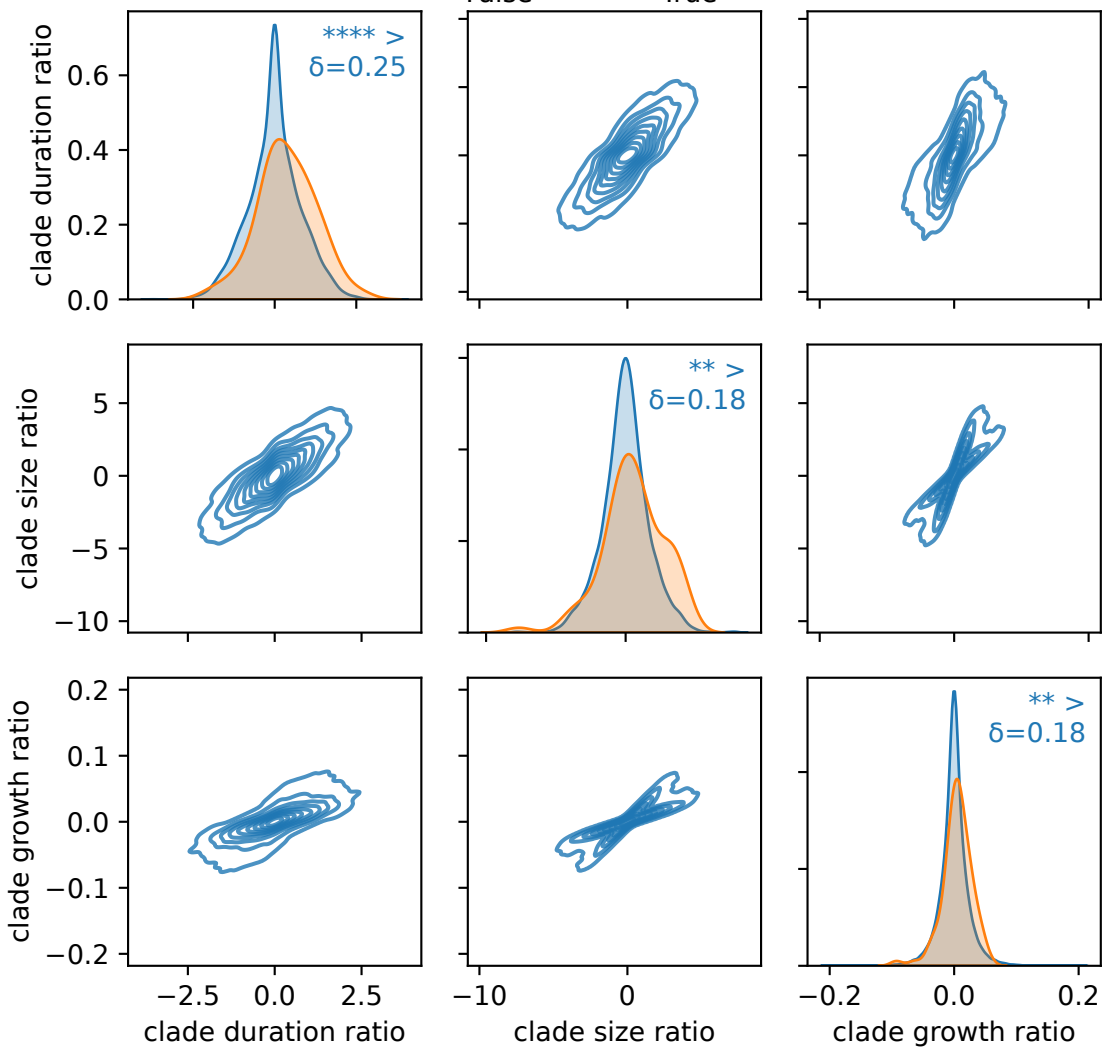 False True
clade duration ratio
0.6
0.4
0.2
0.0
**** >
δ=0.25
clade size ratio
5
0
−5
−10
** >
δ=0.18
clade growth ratio
0.2
0.1
0.0
−0.1
−0.2
** >
δ=0.18
−2.5 0.0 2.5
−10 0
−0.2 0.0 0.2
clade duration ratio
clade size ratio
clade growth ratio